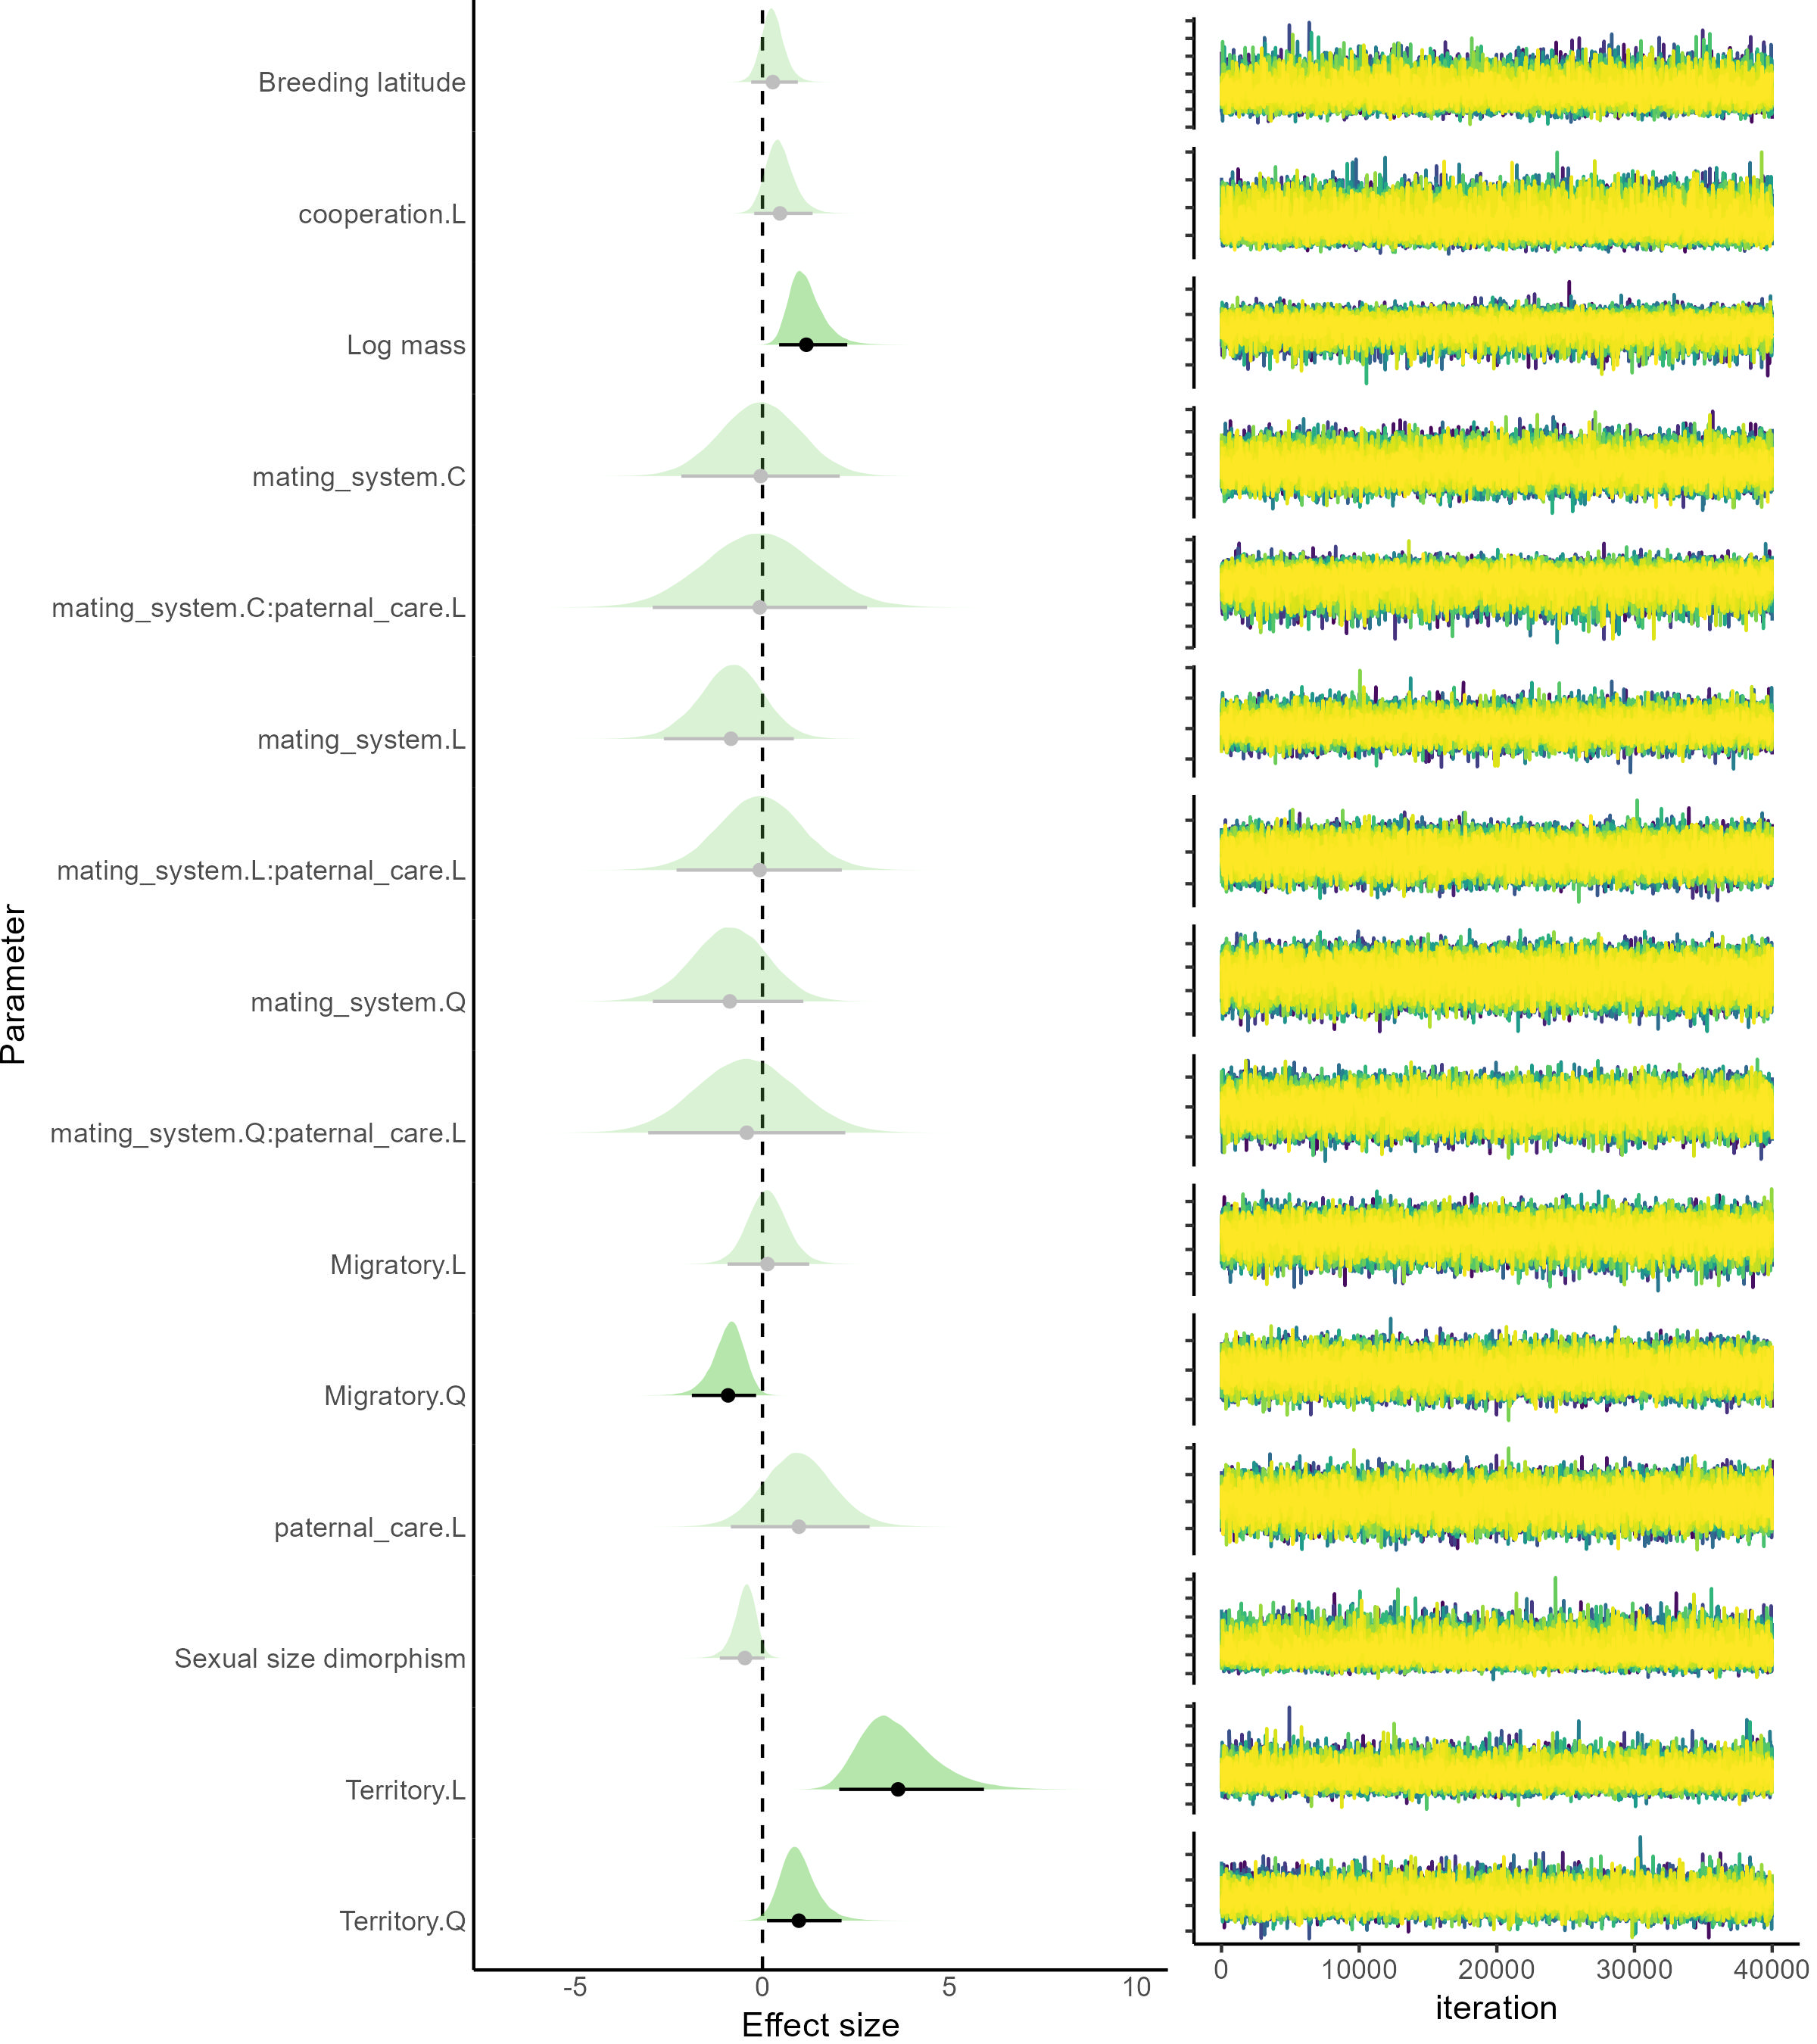 Parameter
Breeding latitude
cooperation.L
Log mass
mating_system.C
mating_system.C:paternal_care.L
mating_system.L
mating_system.L:paternal_care.L
mating_system.Q
mating_system.Q:paternal_care.L
Migratory.L
Migratory.Q
paternal_care.L
Sexual size dimorphism
Territory.L
Territory.Q
-5 0 5 10
Effect size
0 10000 20000 30000 40000
iteration